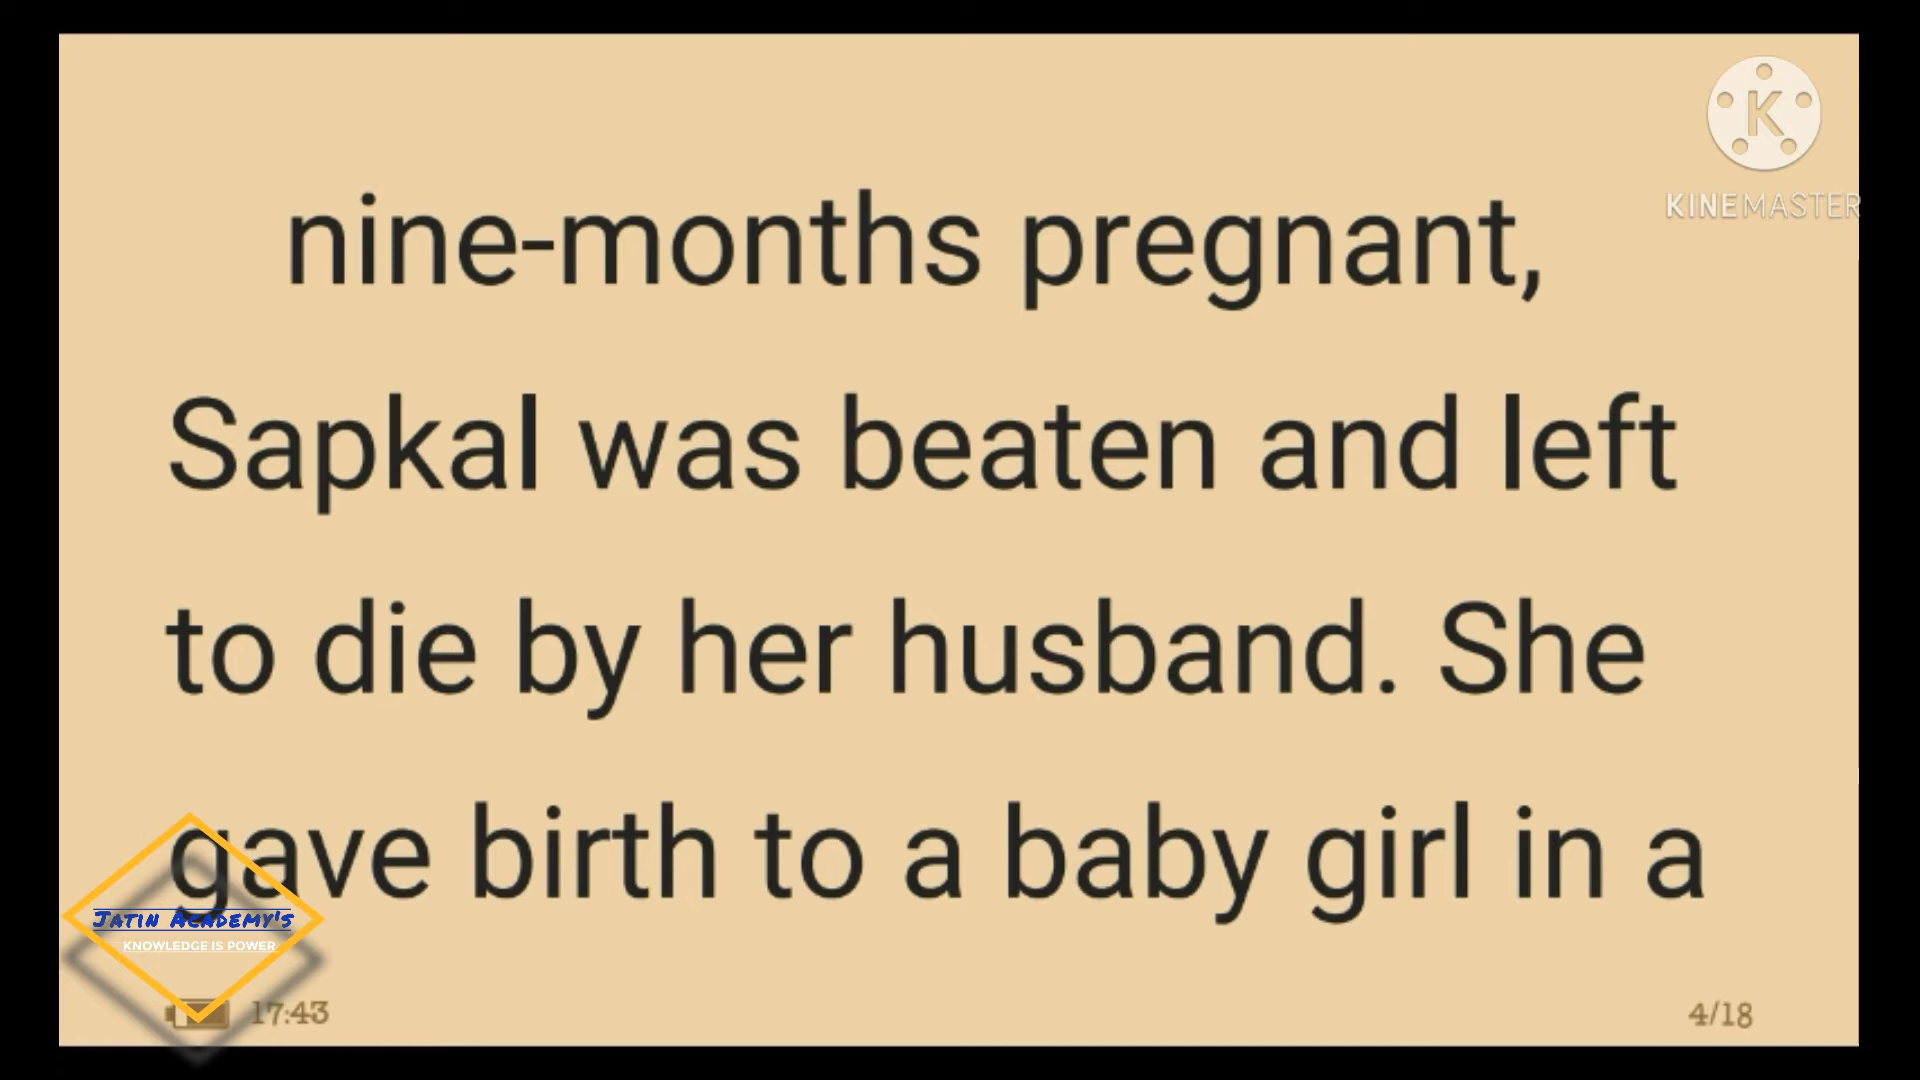 K
KINEMASTER
nine-months pregnant,
Sapkal was beaten and left
to die by her husband. She
gave birth to a baby girl in a
JATIN ACADEMY'S
KNOWLEDGE IS POWER
17:43
4/18